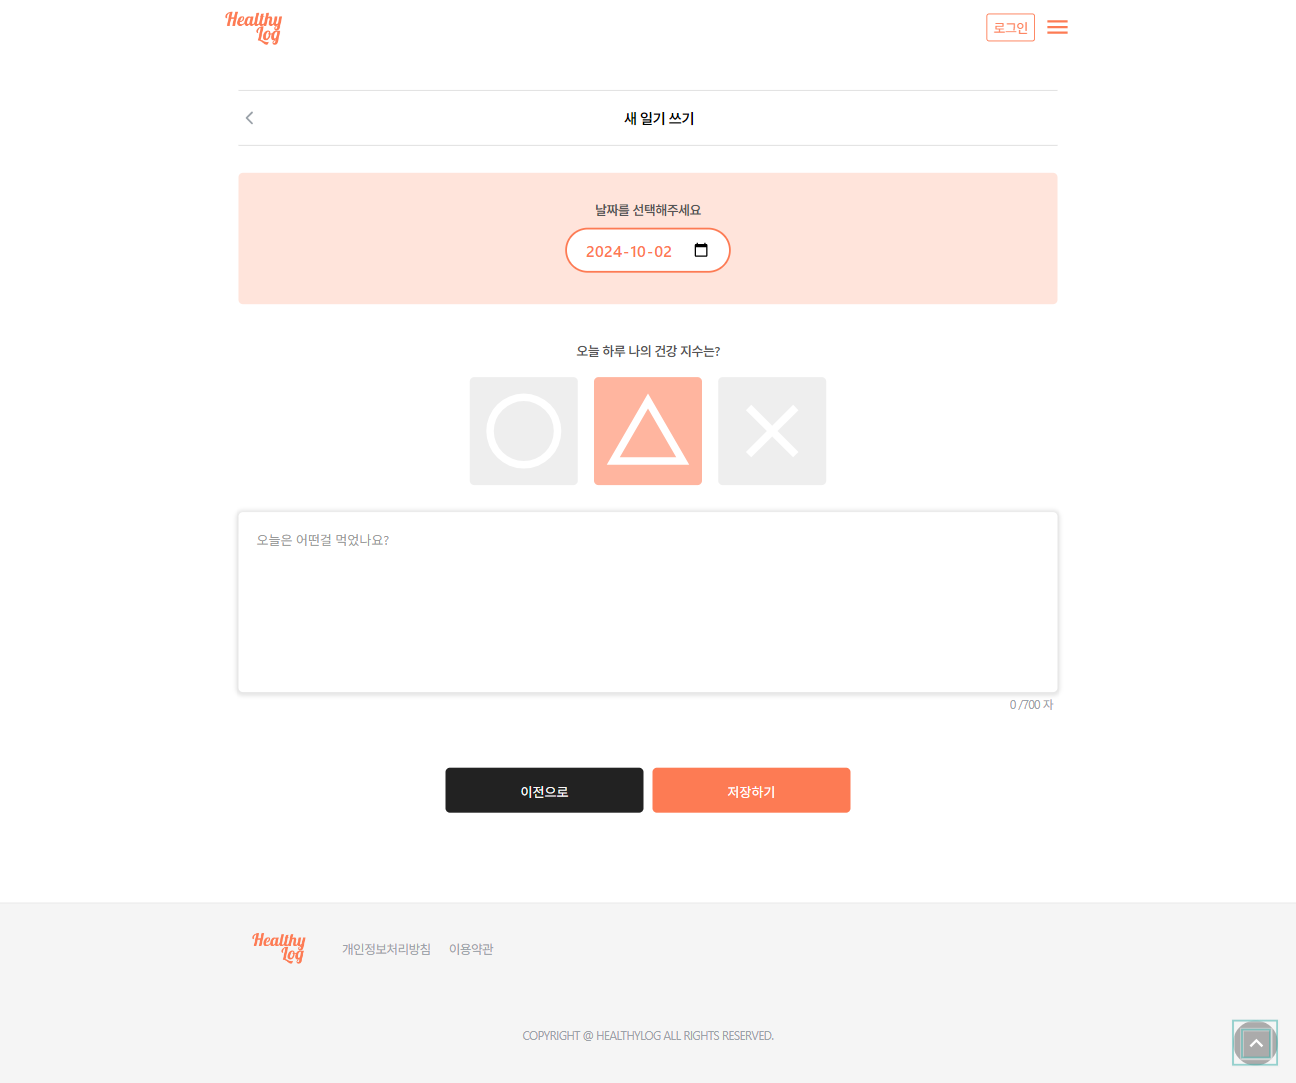 Healthy
Log
로그인
새 일기 쓰기
날짜를 선택해주세요
2024-10-02
오늘 하루 나의 건강 지수는?
오늘은 어떤걸 먹었나요?
0 /700 자
이전으로
저장하기
Healthy
Log
개인정보처리방침 이용약관
COPYRIGHT @ HEALTHYLOG ALL RIGHTS RESERVED.